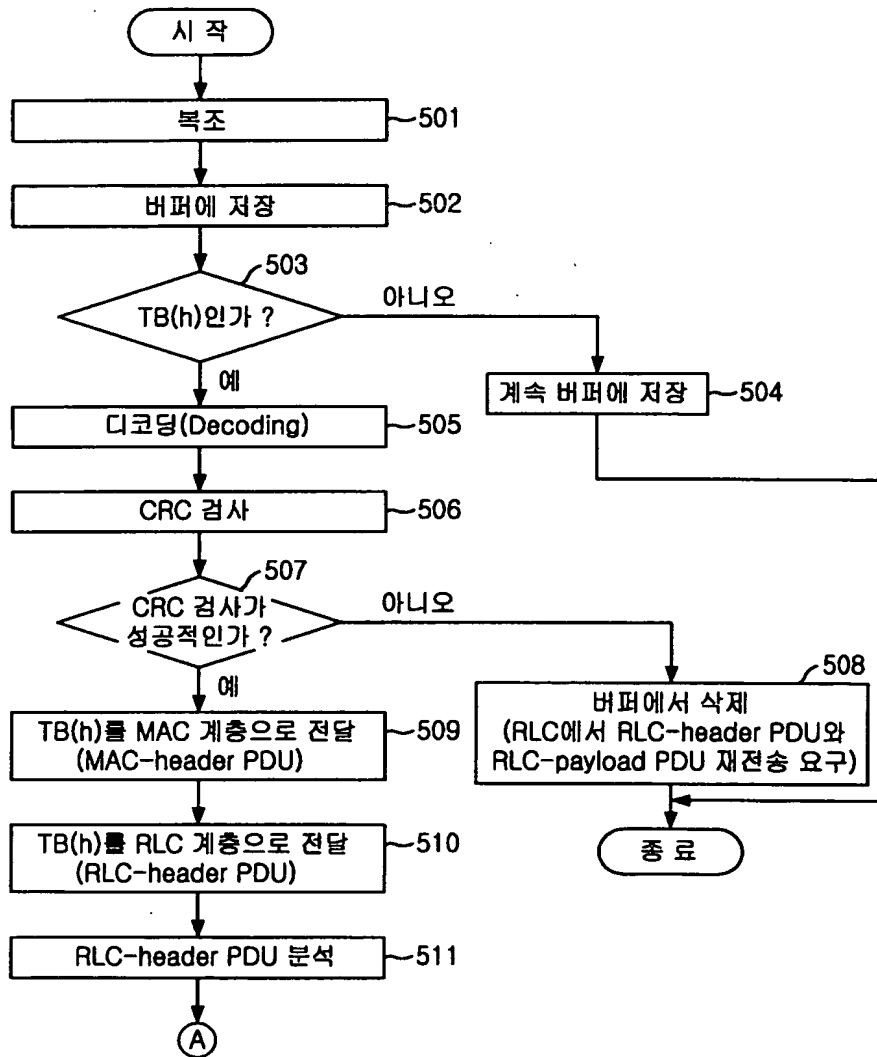 시 작
복조
501
버퍼에 저장
502
503
TB(h)인가 ?
아니오
예
계속 버퍼에 저장
504
디코딩(Decoding)
505
CRC 검사
506
507
CRC 검사가
성공적인가 ?
아니오
예
508
버퍼에서 삭제
(RLC에서 RLC-header PDU와
RLC-payload PDU 재전송 요구)
TB(h)를 MAC 계층으로 전달
(MAC-header PDU)
509
TB(h)를 RLC 계층으로 전달
(RLC-header PDU)
510
종 료
RLC-header PDU 분석
511
A